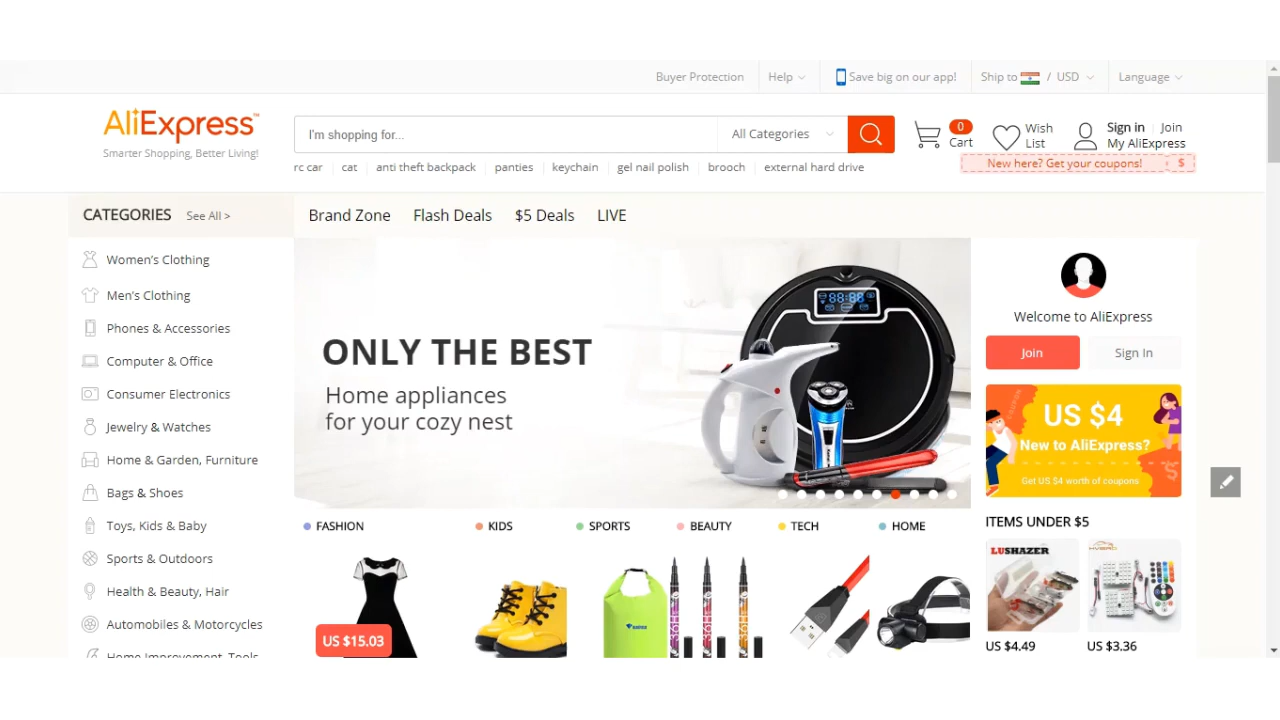 Buyer Protection
Help
Save big on our app!
Ship to / USD
Language
AliExpress™
Smarter Shopping, Better Living!
I'm shopping for...
All Categories
0
Cart
Wish
List
Sign in
Join
My AliExpress
New here? Get your coupons! $
rc car
cat
anti theft backpack
panties
keychain
gel nail polish
brooch
external hard drive
CATEGORIES
See All >
Brand Zone
Flash Deals
$5 Deals
LIVE
Women's Clothing
Men's Clothing
Phones & Accessories
Computer & Office
Consumer Electronics
Jewelry & Watches
Home & Garden, Furniture
Bags & Shoes
Toys, Kids & Baby
Sports & Outdoors
Health & Beauty, Hair
Automobiles & Motorcycles
Home Improvement, Tools
ONLY THE BEST
Home appliances
for your cozy nest
88:88
Welcome to AliExpress
Join
Sign In
US $4
New to AliExpress?
Get US $4 worth of coupons
FASHION
KIDS
SPORTS
BEAUTY
TECH
HOME
US $15.03
ITEMS UNDER $5
LUSHAZER
US $4.49
US $3.36